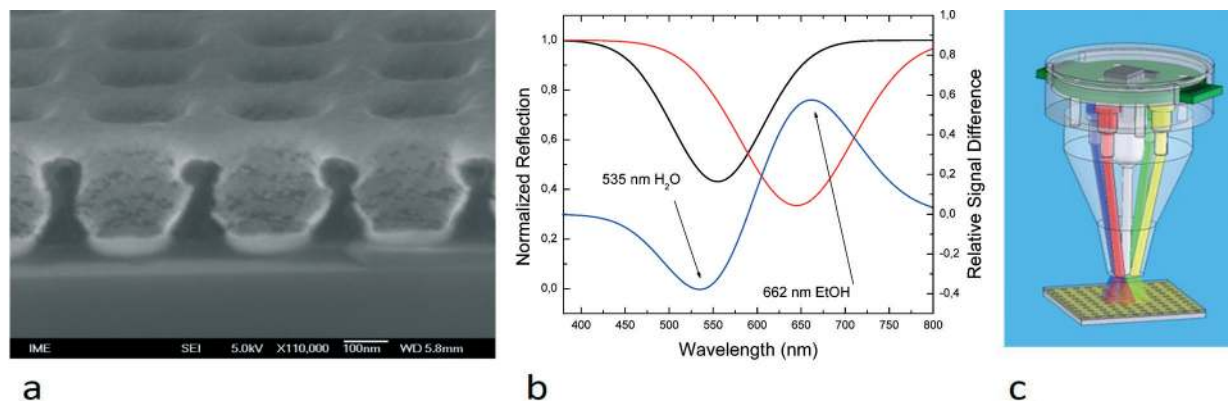 IME SEI 5.0kV X110,000 100nm WD 5.8mm
a
1,0
0,8
0,6
0,4
0,2
0,0
Normalized Reflection
535 nm H₂O
662 nm EtOH
1,0
0,8
0,6
0,4
0,2
0,0
-0,2
-0,4
Relative Signal Difference
400 450 500 550 600 650 700 750 800
Wavelength (nm)
b
c